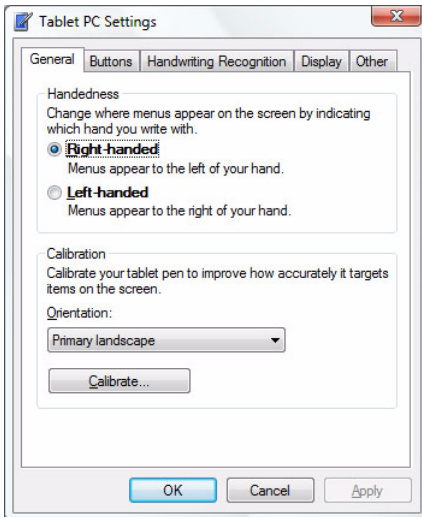 Tablet PC Settings
General Buttons Handwriting Recognition Display Other
Handedness
Change where menus appear on the screen by indicating
which hand you write with.
Right-handed
Menus appear to the left of your hand.
Left-handed
Menus appear to the right of your hand.
Calibration
Calibrate your tablet pen to improve how accurately it targets
items on the screen.
Orientation:
Primary landscape
Calibrate...
OK Cancel Apply